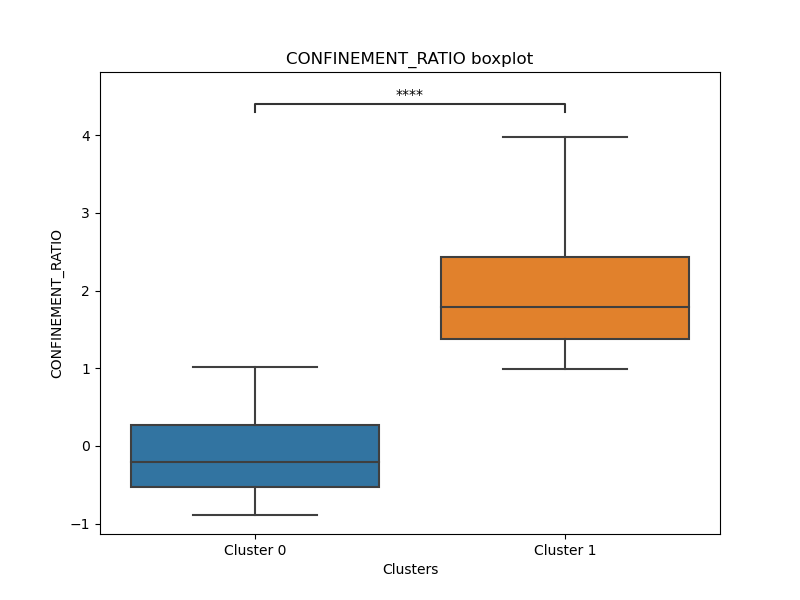 CONFINEMENT_RATIO boxplot
****
4
3
2
1
0
−1
CONFINEMENT_RATIO
Cluster 0
Cluster 1
Clusters